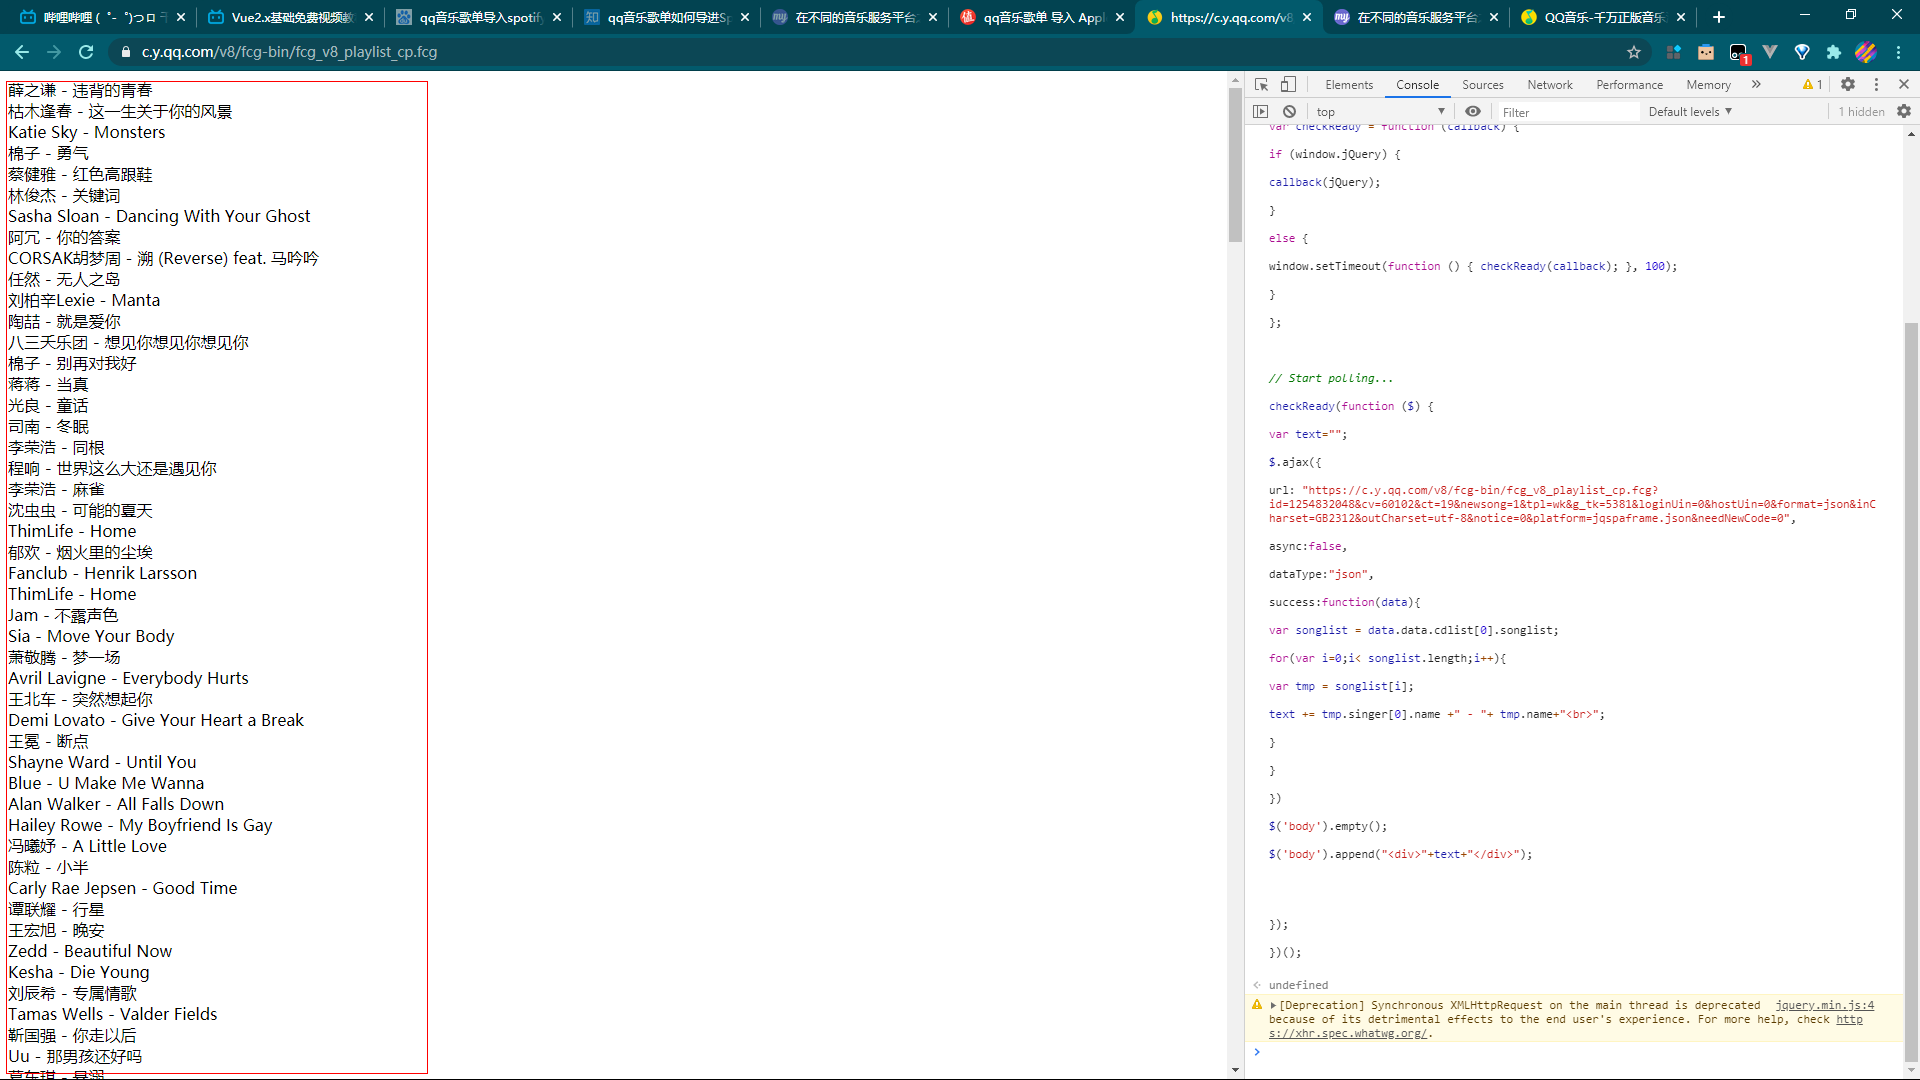 哔哩哔哩 (゜-゜)つロ 干
Vue2.x基础免费视频教
qq音乐歌单导入spotify
qq音乐歌单如何导进Sp
在不同的音乐服务平台之
qq音乐歌单 导入 Appl
https://c.y.qq.com/v8
在不同的音乐服务平台之
QQ音乐-千万正版音乐
c.y.qq.com/v8/fcg-bin/fcg_v8_playlist_cp.fcg
1
薛之谦 - 违背的青春
枯木逢春 - 这一生关于你的风景
Katie Sky - Monsters
棉子 - 勇气
蔡健雅 - 红色高跟鞋
林俊杰 - 关键词
Sasha Sloan - Dancing With Your Ghost
阿冗 - 你的答案
CORSAK胡梦周 - 溯 (Reverse) feat. 马吟吟
任然 - 无人之岛
刘柏辛Lexie - Manta
陶喆 - 就是爱你
八三夭乐团 - 想见你想见你想见你
棉子 - 别再对我好
蒋蒋 - 当真
光良 - 童话
司南 - 冬眠
李荣浩 - 同根
程响 - 世界这么大还是遇见你
李荣浩 - 麻雀
沈虫虫 - 可能的夏天
ThimLife - Home
郁欢 - 烟火里的尘埃
Fanclub - Henrik Larsson
ThimLife - Home
Jam - 不露声色
Sia - Move Your Body
萧敬腾 - 梦一场
Avril Lavigne - Everybody Hurts
王北车 - 突然想起你
Demi Lovato - Give Your Heart a Break
王冕 - 断点
Shayne Ward - Until You
Blue - U Make Me Wanna
Alan Walker - All Falls Down
Hailey Rowe - My Boyfriend Is Gay
冯曦妤 - A Little Love
陈粒 - 小半
Carly Rae Jepsen - Good Time
谭联耀 - 行星
王宏旭 - 晚安
Zedd - Beautiful Now
Kesha - Die Young
刘辰希 - 专属情歌
Tamas Wells - Valder Fields
靳国强 - 你走以后
Uu - 那男孩还好吗
Elements Console Sources Network Performance Memory 1
top Filter Default levels 1 hidden
var checkReady = function (callback) {
if (window.jQuery) {
callback(jQuery);
}
else {
window.setTimeout(function () { checkReady(callback); }, 100);
}
};
// Start polling...
checkReady(function ($) {
var text="";
$.ajax({
url: "https://c.y.qq.com/v8/fcg-bin/fcg_v8_playlist_cp.fcg?
id=1254832048&cv=60102&ct=19&newsong=1&tpl=wk&g_tk=5381&loginUin=0&hostUin=0&format=json&inC
harset=GB2312&outCharset=utf-8&notice=0&platform=jqspaframe.json&needNewCode=0",
async:false,
dataType:"json",
success:function(data){
var songlist = data.data.cdlist[0].songlist;
for(var i=0;i< songlist.length;i++){
var tmp = songlist[i];
text += tmp.singer[0].name +" - "+ tmp.name+"<br>";
}
}
})
$('body').empty();
$('body').append("<div>"+text+"</div>");
});
})();
undefined
[Deprecation] Synchronous XMLHttpRequest on the main thread is deprecated jquery.min.js:4
because of its detrimental effects to the end user's experience. For more help, check http
s://xhr.spec.whatwg.org/.